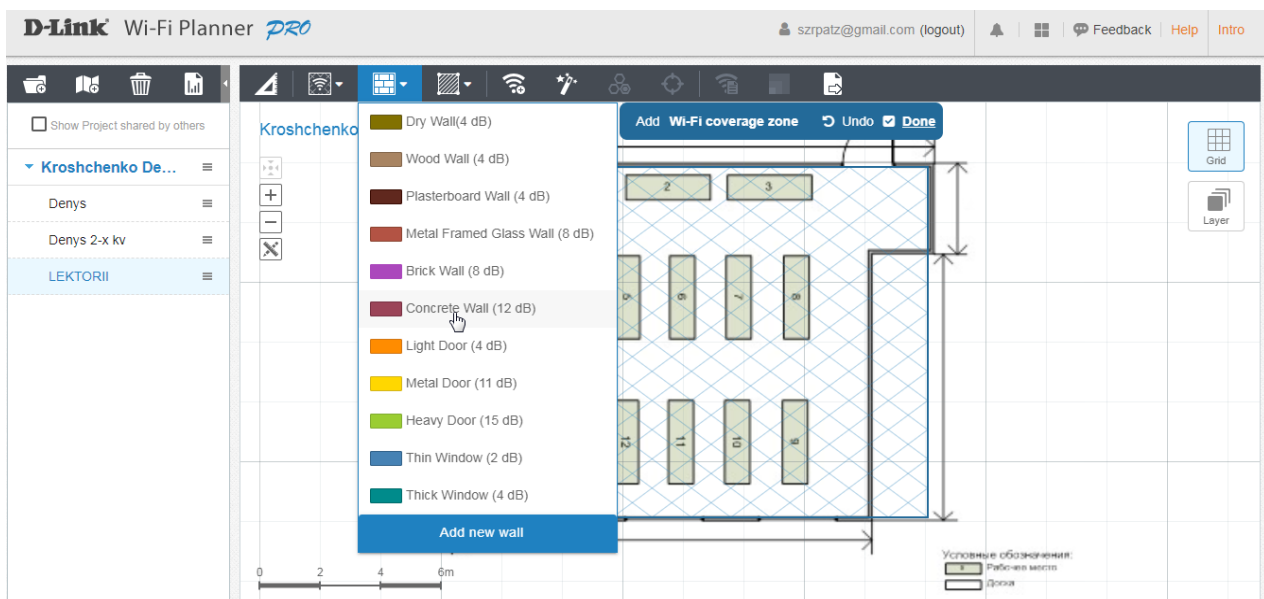 D-Link Wi-Fi Planner PRO
szrpatz@gmail.com (logout)
Feedback
Help
Intro
Show Project shared by others
Kroshchenko De...
Denys
Denys 2-x kv
LEKTORII
Kroshchenko
Dry Wall(4 dB)
Wood Wall (4 dB)
Plasterboard Wall (4 dB)
Metal Framed Glass Wall (8 dB)
Brick Wall (8 dB)
Concrete Wall (12 dB)
Light Door (4 dB)
Metal Door (11 dB)
Heavy Door (15 dB)
Thin Window (2 dB)
Thick Window (4 dB)
Add new wall
Add Wi-Fi coverage zone Undo Done
Grid
Layer
2 3
5 6 7 8
12 11 10 9
0 2 4 6m
Условные обозначения:
x Рабочее место
Доска